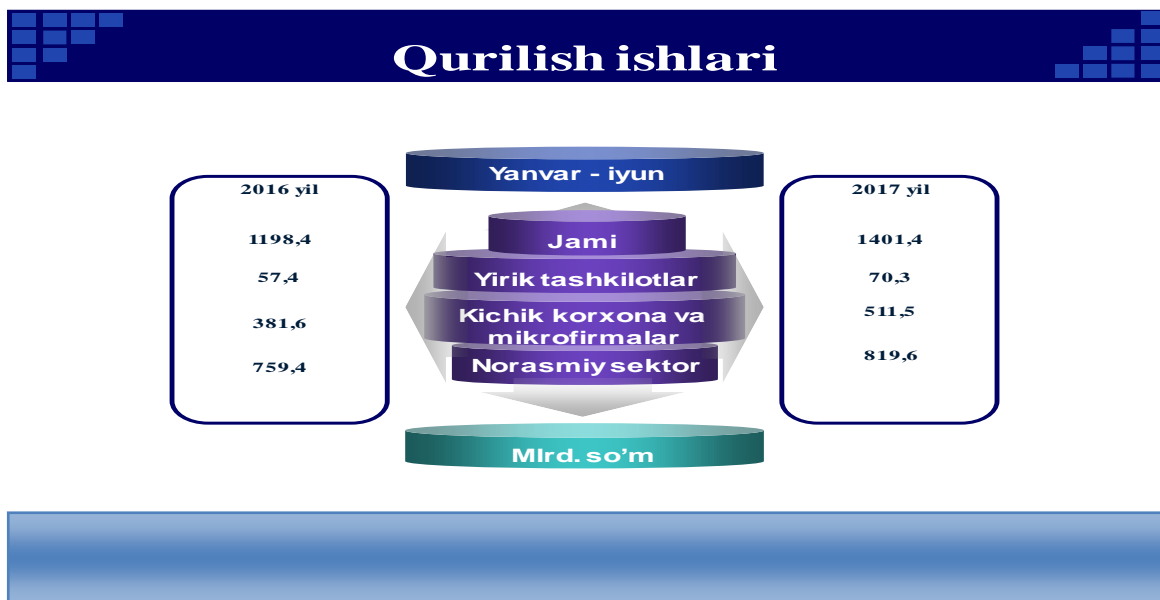 Qurilish ishlari
Yanvar - iyun
2016 yil
1198,4
57,4
381,6
759,4
Jami
Yirik tashkilotlar
Kichik korxona va
mikrofirmalar
Norasmiy sektor
2017 yil
1401,4
70,3
511,5
819,6
Mlrd. so’m